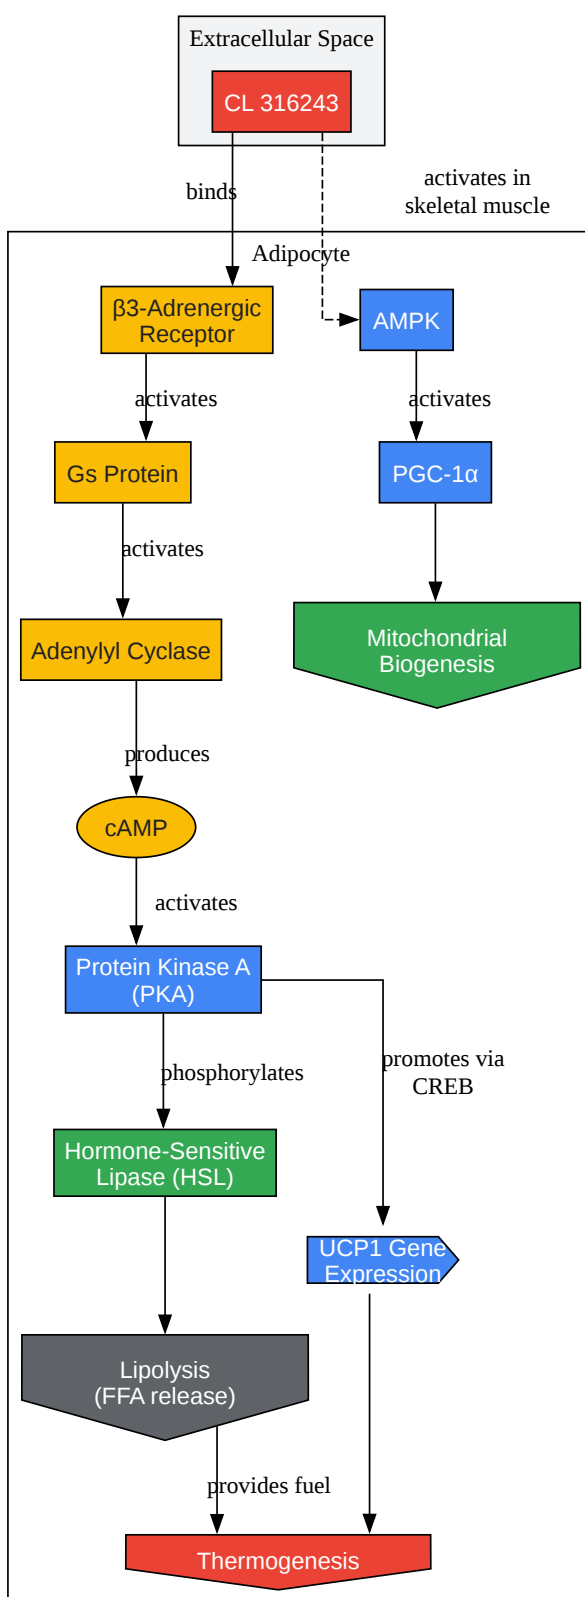 Extracellular Space
CL 316243
binds
activates in
skeletal muscle
Adipocyte
β3-Adrenergic
Receptor
AMPK
activates
activates
Gs Protein
PGC-1α
activates
Adenylyl Cyclase
Mitochondrial
Biogenesis
produces
cAMP
activates
Protein Kinase A
(PKA)
phosphorylates
promotes via
CREB
Hormone-Sensitive
Lipase (HSL)
UCP1 Gene
Expression
Lipolysis
(FFA release)
provides fuel
Thermogenesis